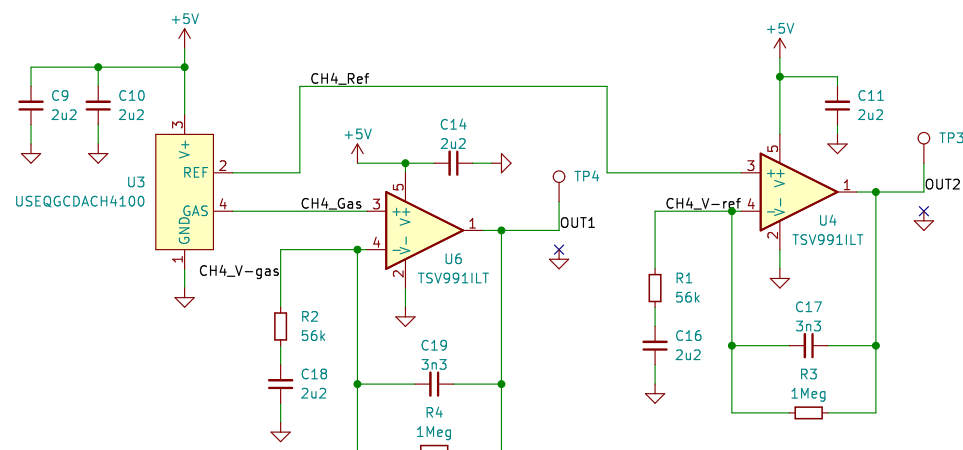 +5V
+5V
CH4_Ref
C9
2u2
C10
2u2
C11
2u2
3
V+
REF
2
U3
USEQGCDACH4100
GAS
4
GND
1
+5V
C14
2u2
TP4
TP3
CH4_Gas
3
5
V+
+
-
V-
4
2
1
OUT1
U6
TSV991ILT
CH4_V-gas
R2
56k
C18
2u2
C19
3n3
R4
1Meg
3
5
V+
+
-
V-
4
2
1
OUT2
U4
TSV991ILT
CH4_V-ref
R1
56k
C16
2u2
C17
3n3
R3
1Meg